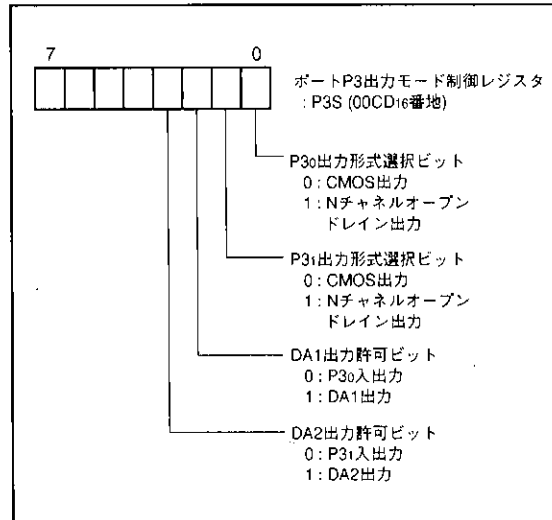 7 0
ポートP3出力モード制御レジスタ
: P3S (00CD16番地)
P30出力形式選択ビット
0 : CMOS出力
1 : Nチャネルオープン
ドレイン出力
P31出力形式選択ビット
0 : CMOS出力
1 : Nチャネルオープン
ドレイン出力
DA1出力許可ビット
0 : P30入出力
1 : DA1出力
DA2出力許可ビット
0 : P31入出力
1 : DA2出力